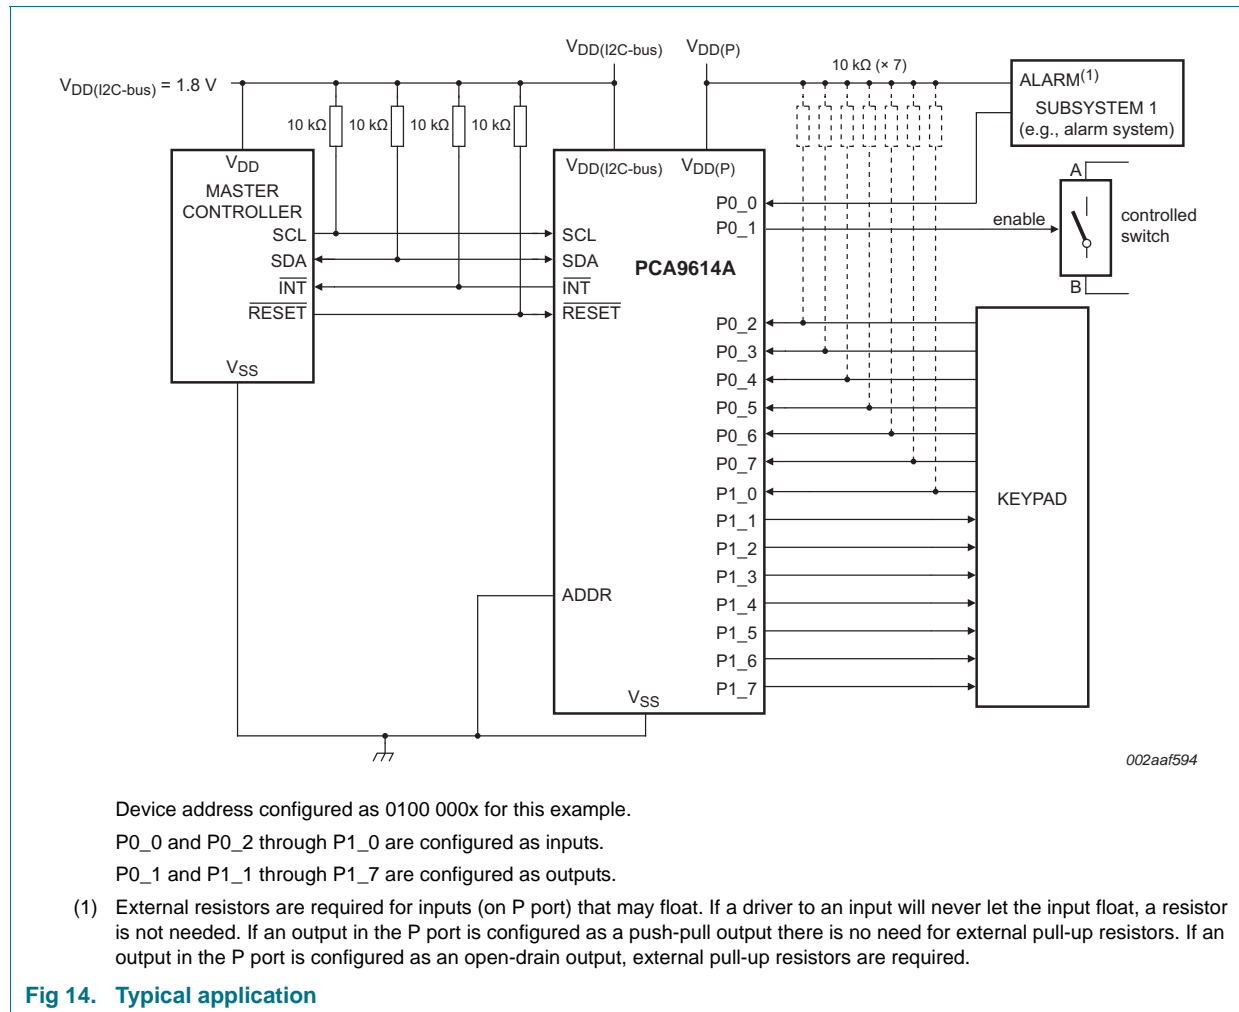 VDD(I2C-bus) VDD(P)
VDD(I2C-bus) = 1.8 V
10 kΩ (× 7)
ALARM(1)
SUBSYSTEM 1
(e.g., alarm system)
10 kΩ 10 kΩ 10 kΩ 10 kΩ
VDD
MASTER
CONTROLLER
SCL
SDA
INT
RESET
VSS
VDD(I2C-bus) VDD(P)
SCL
SDA
INT
RESET
PCA9614A
ADDR
VSS
P0_0
P0_1
P0_2
P0_3
P0_4
P0_5
P0_6
P0_7
P1_0
P1_1
P1_2
P1_3
P1_4
P1_5
P1_6
P1_7
enable
A
B
controlled
switch
KEYPAD
002aaf594
Device address configured as 0100 000x for this example.
P0_0 and P0_2 through P1_0 are configured as inputs.
P0_1 and P1_1 through P1_7 are configured as outputs.
(1) External resistors are required for inputs (on P port) that may float. If a driver to an input will never let the input float, a resistor
is not needed. If an output in the P port is configured as a push-pull output there is no need for external pull-up resistors. If an
output in the P port is configured as an open-drain output, external pull-up resistors are required.
Fig 14. Typical application